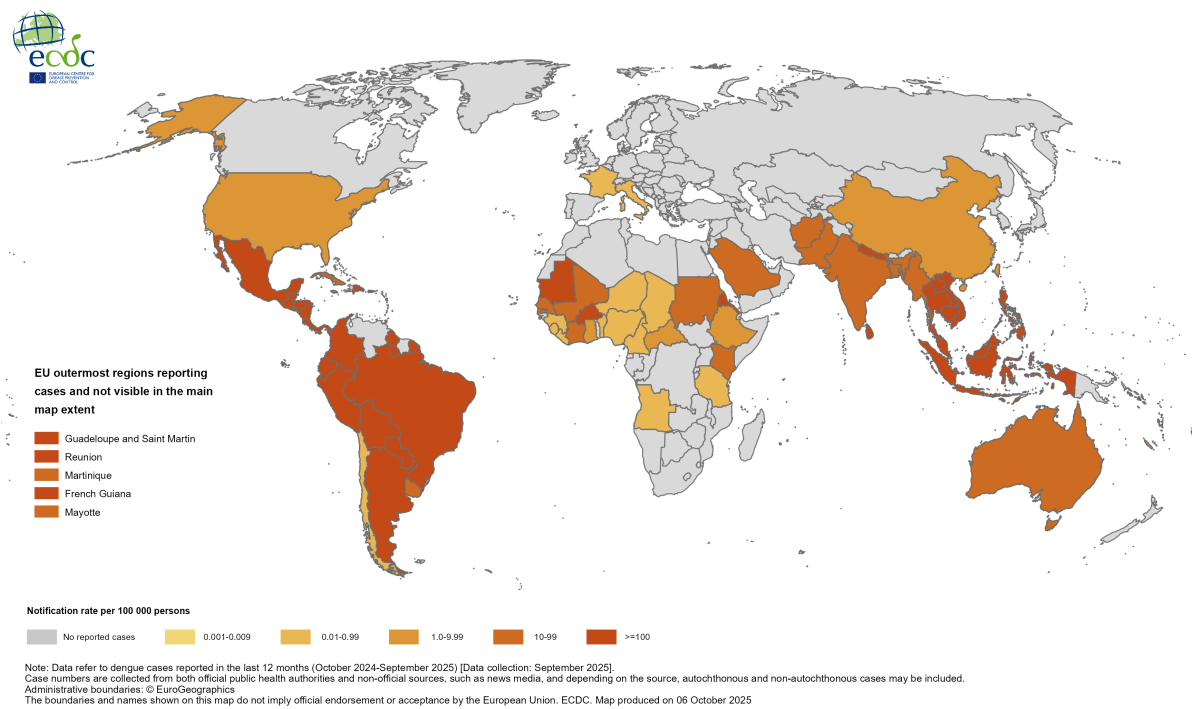 ecdc
EUROPEAN CENTRE FOR
DISEASE PREVENTION
AND CONTROL
EU outermost regions reporting
cases and not visible in the main
map extent
Guadeloupe and Saint Martin
Reunion
Martinique
French Guiana
Mayotte
Notification rate per 100 000 persons
No reported cases
0.001-0.009
0.01-0.99
1.0-9.99
10-99
>=100
Note: Data refer to dengue cases reported in the last 12 months (October 2024-September 2025) [Data collection: September 2025].
Case numbers are collected from both official public health authorities and non-official sources, such as news media, and depending on the source, autochthonous and non-autochthonous cases may be included.
Administrative boundaries: © EuroGeographics
The boundaries and names shown on this map do not imply official endorsement or acceptance by the European Union. ECDC. Map produced on 06 October 2025